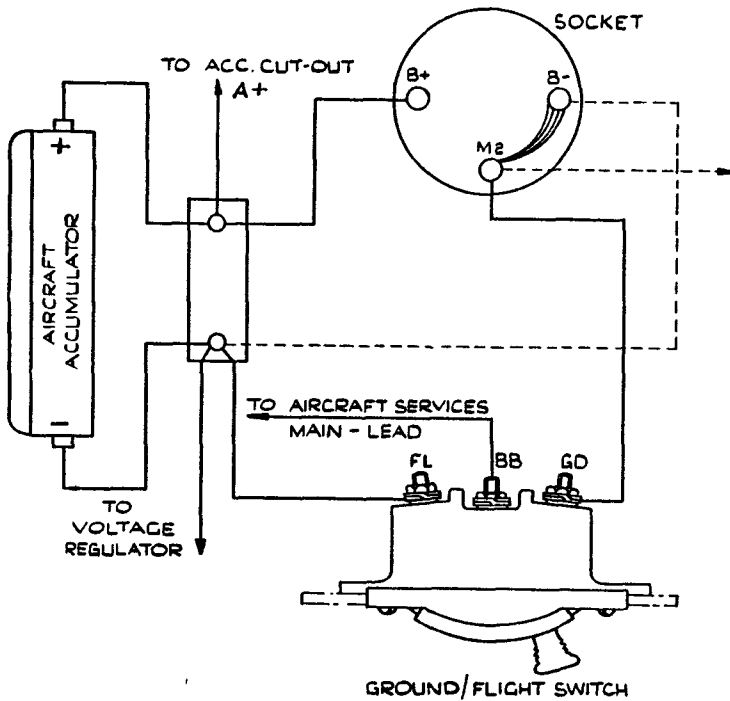 SOCKET
TO ACC. CUT-OUT
A+
B+
B-
M2
+
AIRCRAFT
ACCUMULATOR
-
TO AIRCRAFT SERVICES
MAIN - LEAD
FL
BB
GD
TO
VOLTAGE
REGULATOR
GROUND/FLIGHT SWITCH